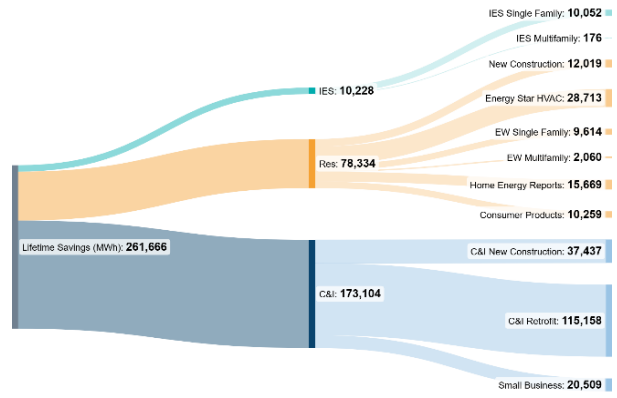 IES Single Family: 10,052
IES Multifamily: 176
New Construction: 12,019
IES: 10,228
Energy Star HVAC: 28,713
EW Single Family: 9,614
EW Multifamily: 2,060
Res: 78,334
Home Energy Reports: 15,669
Consumer Products: 10,259
Lifetime Savings (MWh): 261,666
C&I New Construction: 37,437
C&I: 173,104
C&I Retrofit: 115,158
Small Business: 20,509